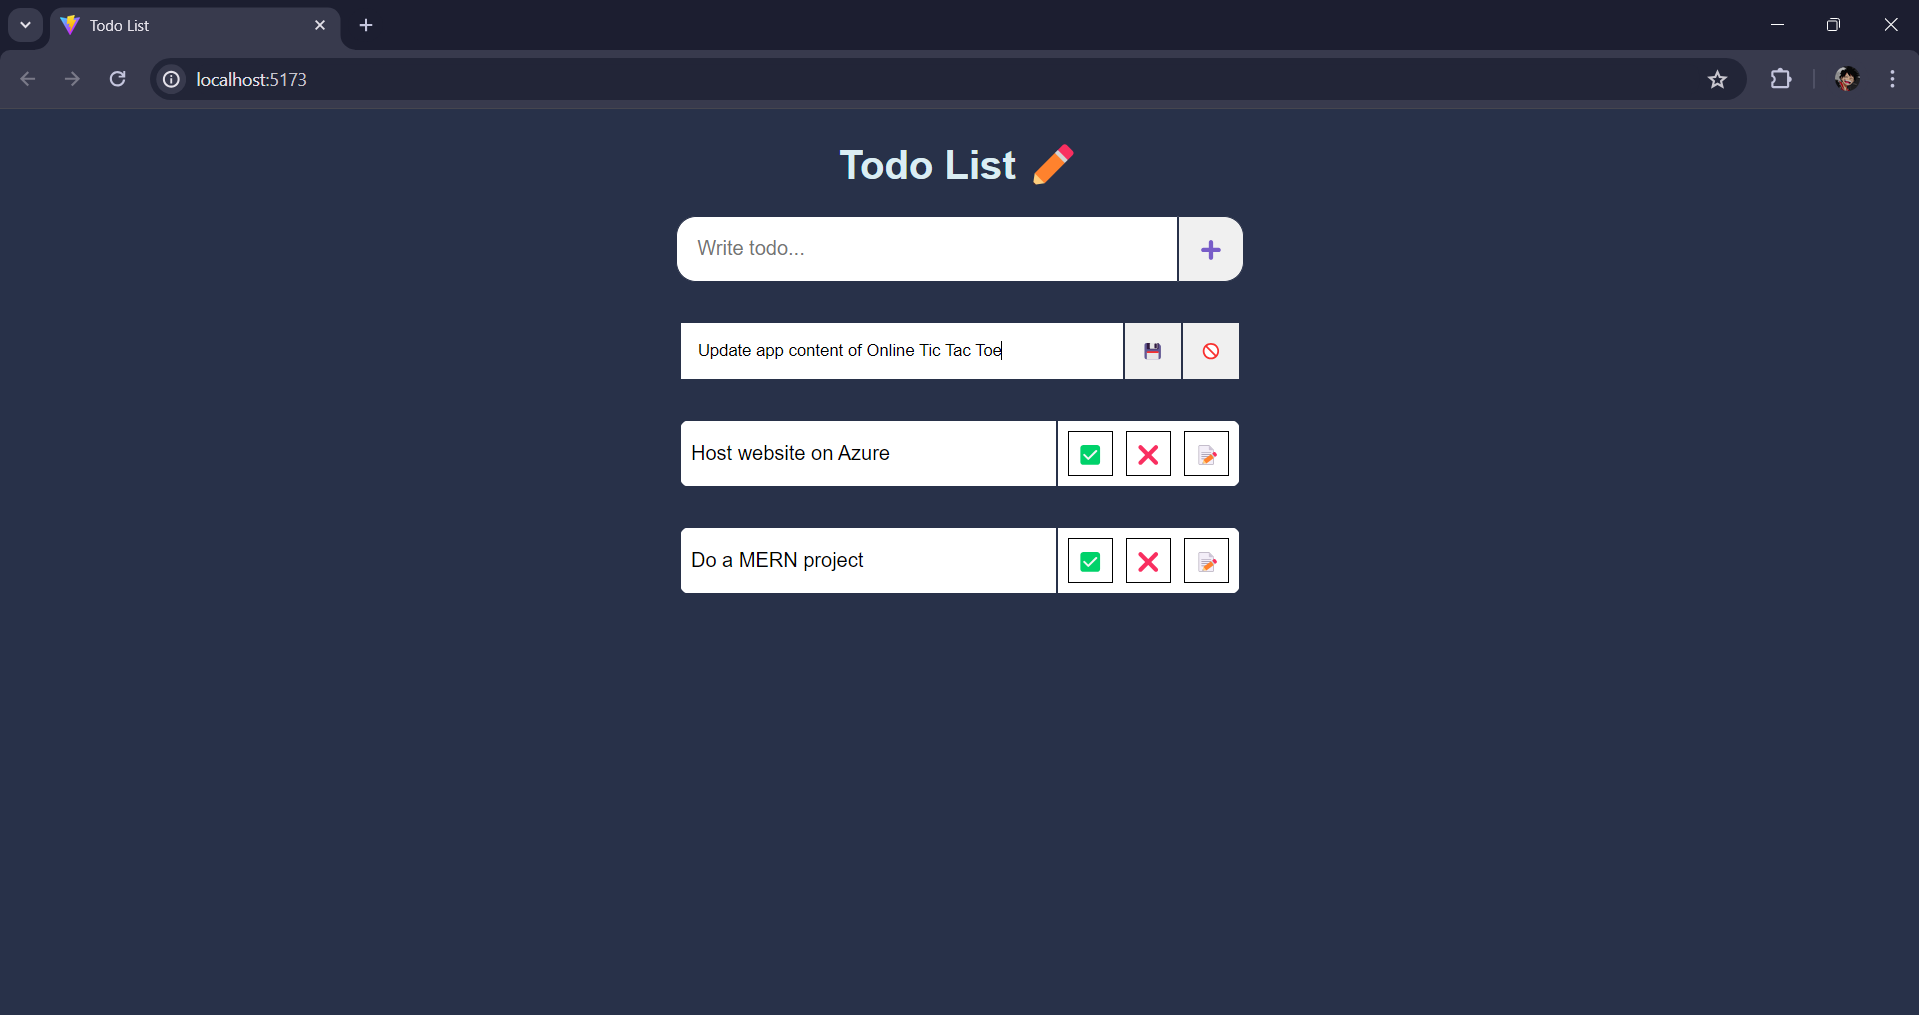 Todo List
localhost:5173
Todo List
Write todo...
Update app content of Online Tic Tac Toe
Host website on Azure
Do a MERN project